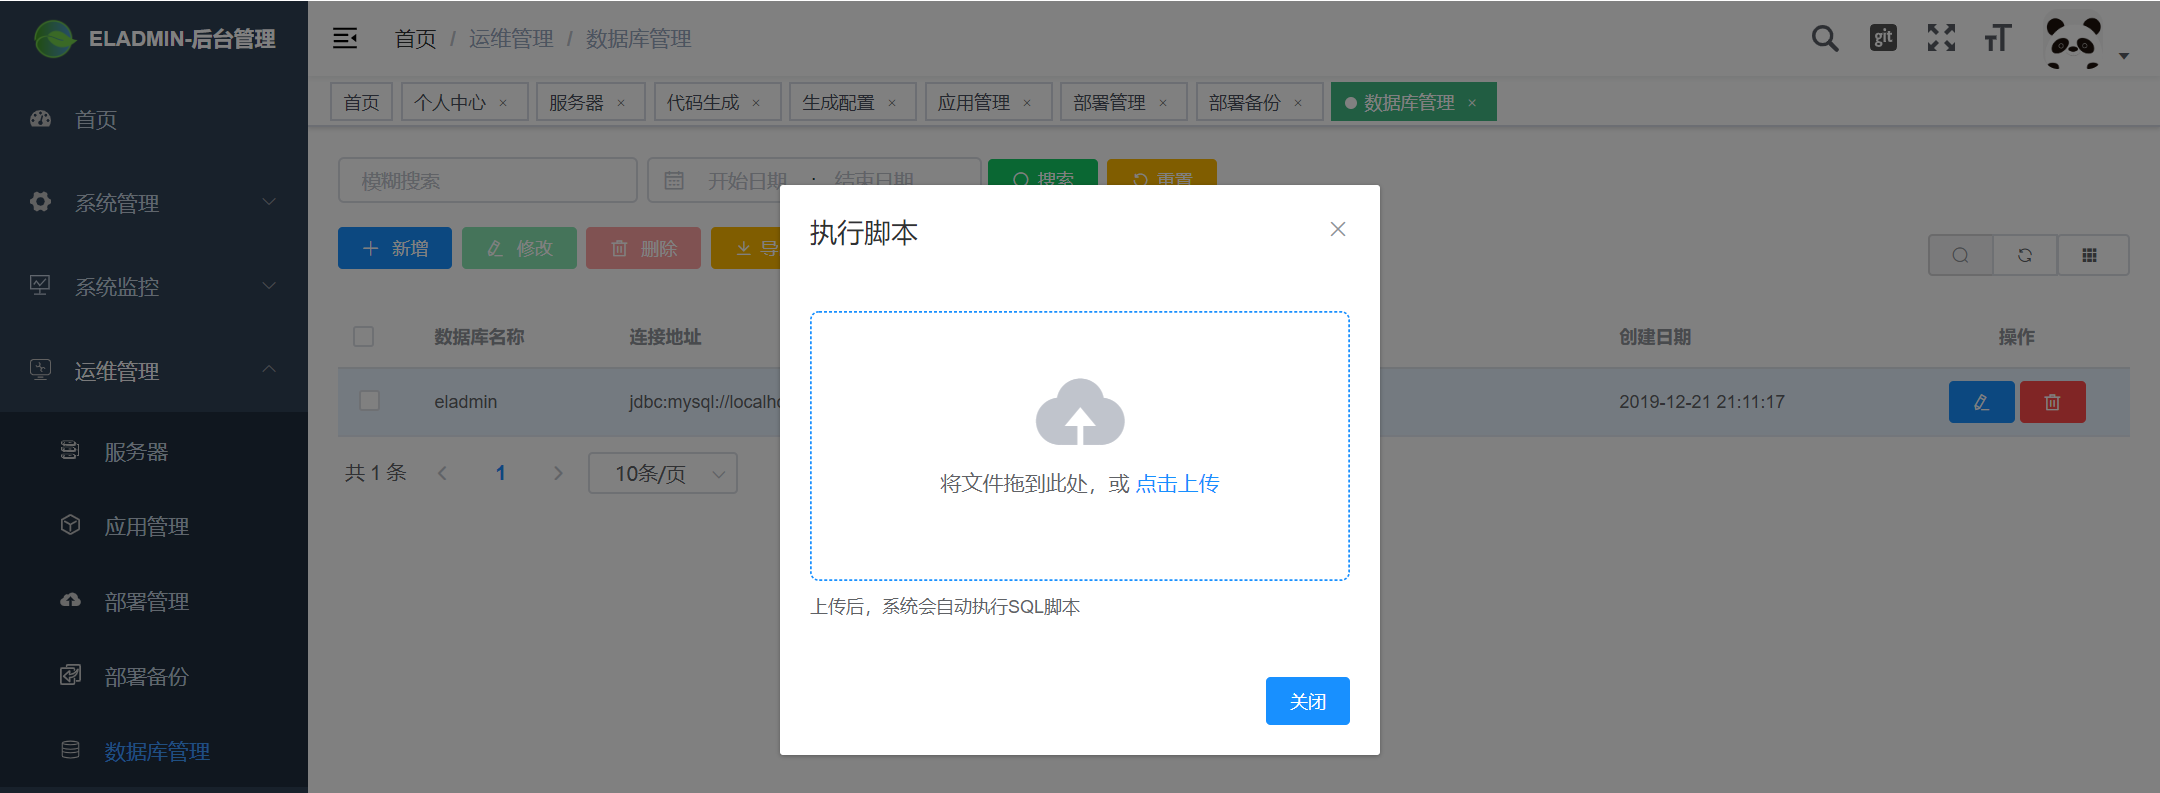 ELADMIN-后台管理
首页 / 运维管理 / 数据库管理
git
首页
个人中心 ×
服务器 ×
代码生成 ×
生成配置 ×
应用管理 ×
部署管理 ×
部署备份 ×
数据库管理 ×
首页
系统管理
系统监控
运维管理
服务器
应用管理
部署管理
部署备份
数据库管理
模糊搜索
开始日期 : 结束日期
搜索
重置
新增
修改
删除
导
数据库名称 连接地址 创建日期 操作
eladmin jdbc:mysql://localho 2019-12-21 21:11:17
共 1 条 1 10条/页
执行脚本
将文件拖到此处，或 点击上传
上传后，系统会自动执行SQL脚本
关闭